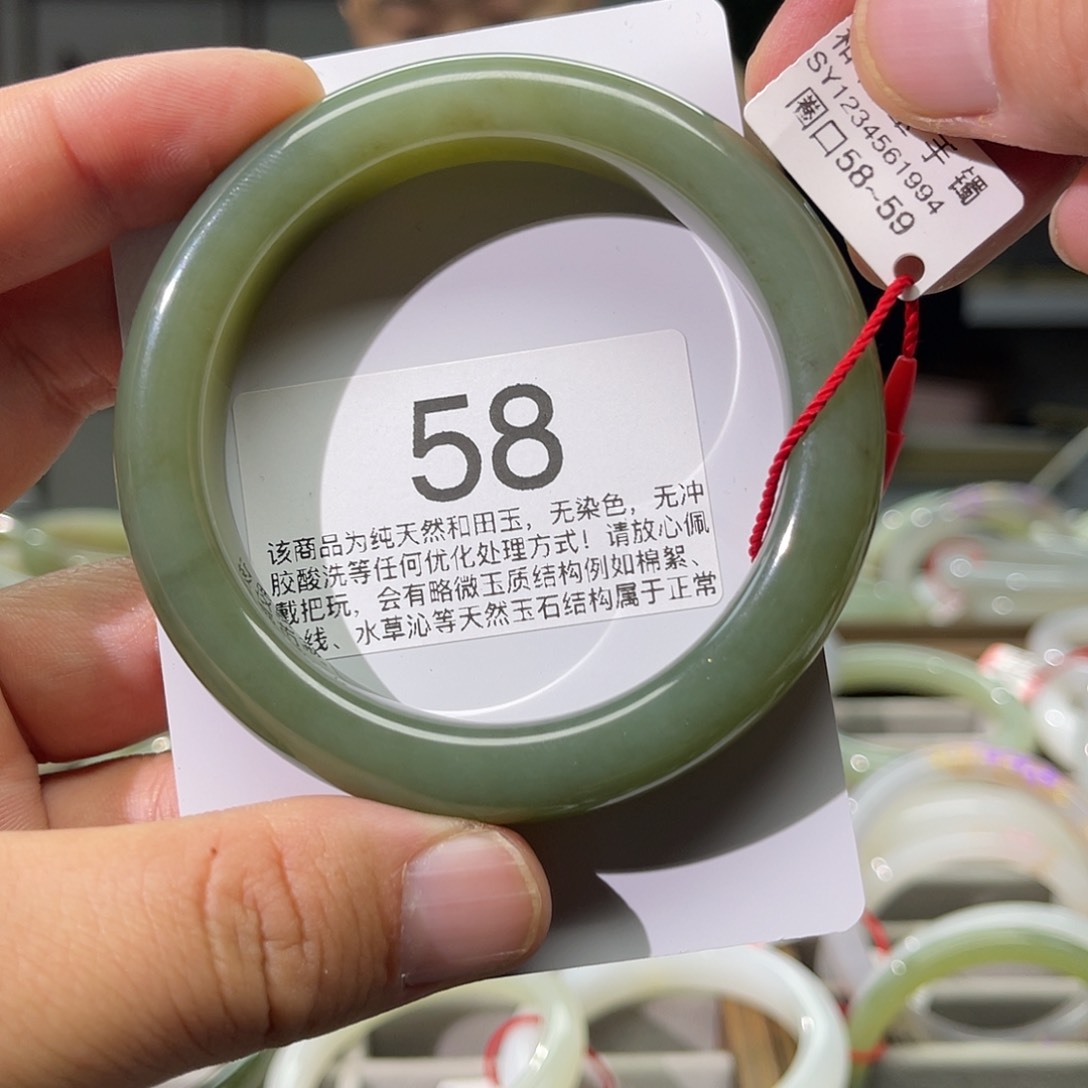 手镯
SY1234561994
圈口58~59
58
该商品为纯天然和田玉，无染色，无冲
胶酸洗等任何优化处理方式！请放心佩
戴把玩，会有略微玉质结构例如棉絮、
线、水草沁等天然玉石结构属于正常